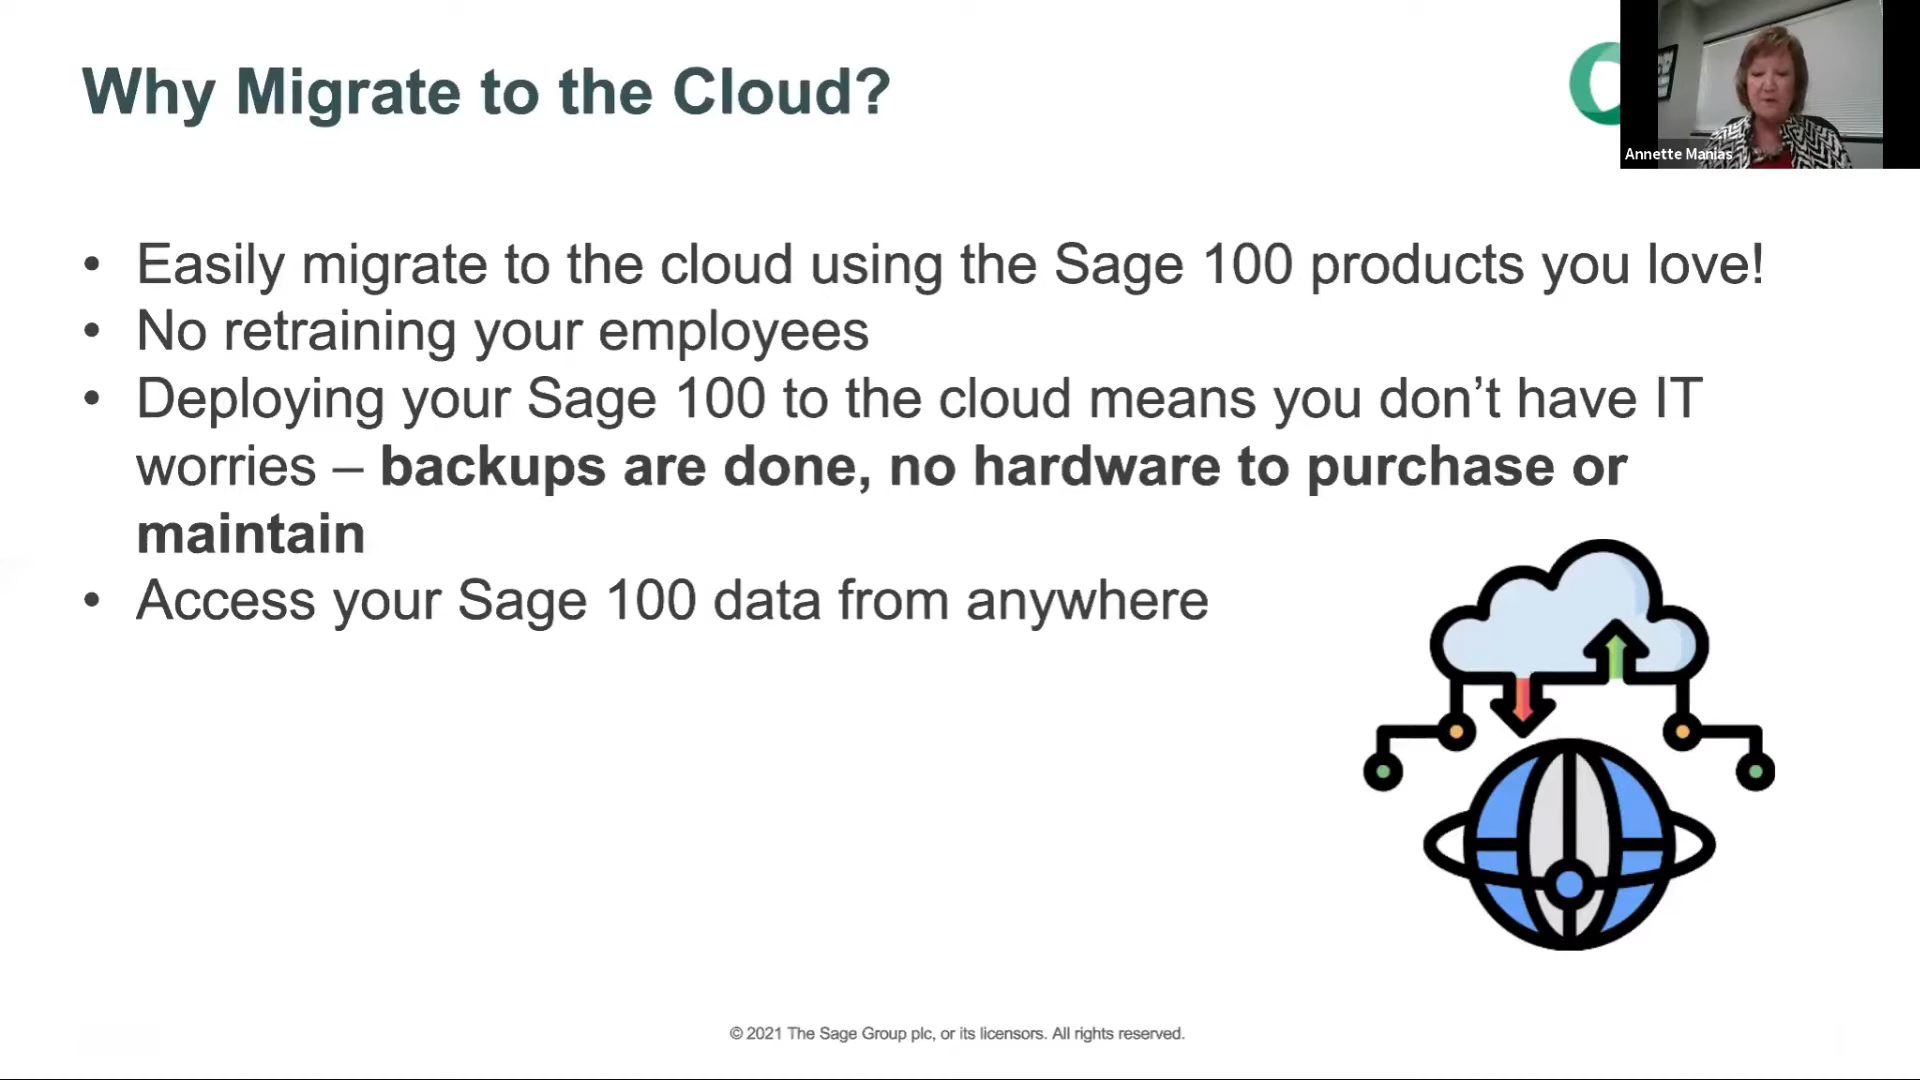 Why Migrate to the Cloud?
Annette Manias
• Easily migrate to the cloud using the Sage 100 products you love!
• No retraining your employees
• Deploying your Sage 100 to the cloud means you don’t have IT
worries – backups are done, no hardware to purchase or
maintain
• Access your Sage 100 data from anywhere
© 2021 The Sage Group plc, or its licensors. All rights reserved.